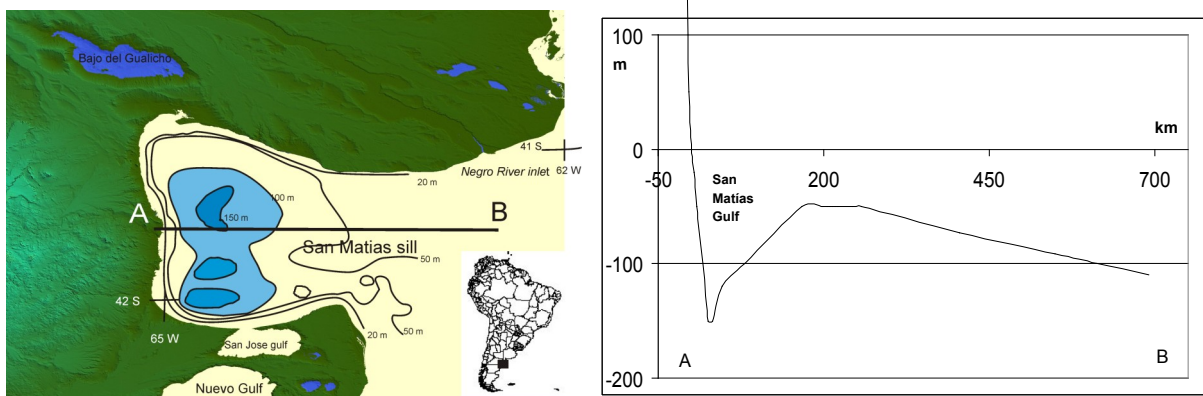 Bajo del Gualicho
41 S
Negro River inlet
62 W
20 m
100 m
A
150 m
B
San Matias sill
50 m
42 S
65 W
20 m
50 m
San Jose gulf
Nuevo Gulf
100
m
km
0
-50
200
450
700
San
Matías
Gulf
-100
A
B
-200